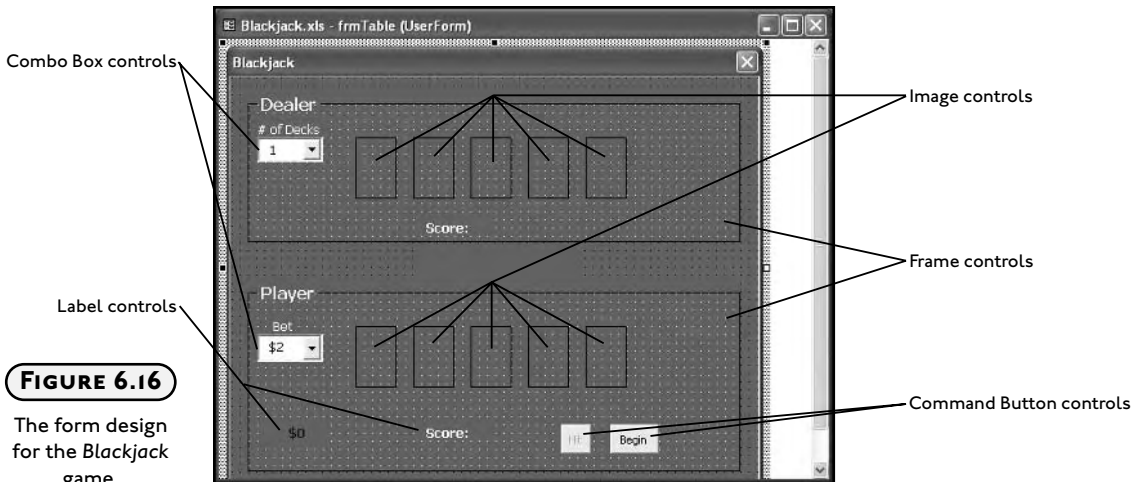 Blackjack.xls - frmTable (UserForm)
Blackjack
Combo Box controls
Image controls
Dealer
# of Decks
1
Score:
Frame controls
Player
Label controls
Bet
$2
FIGURE 6.16
The form design
for the Blackjack
game.
$0
Score:
Hit
Begin
Command Button controls